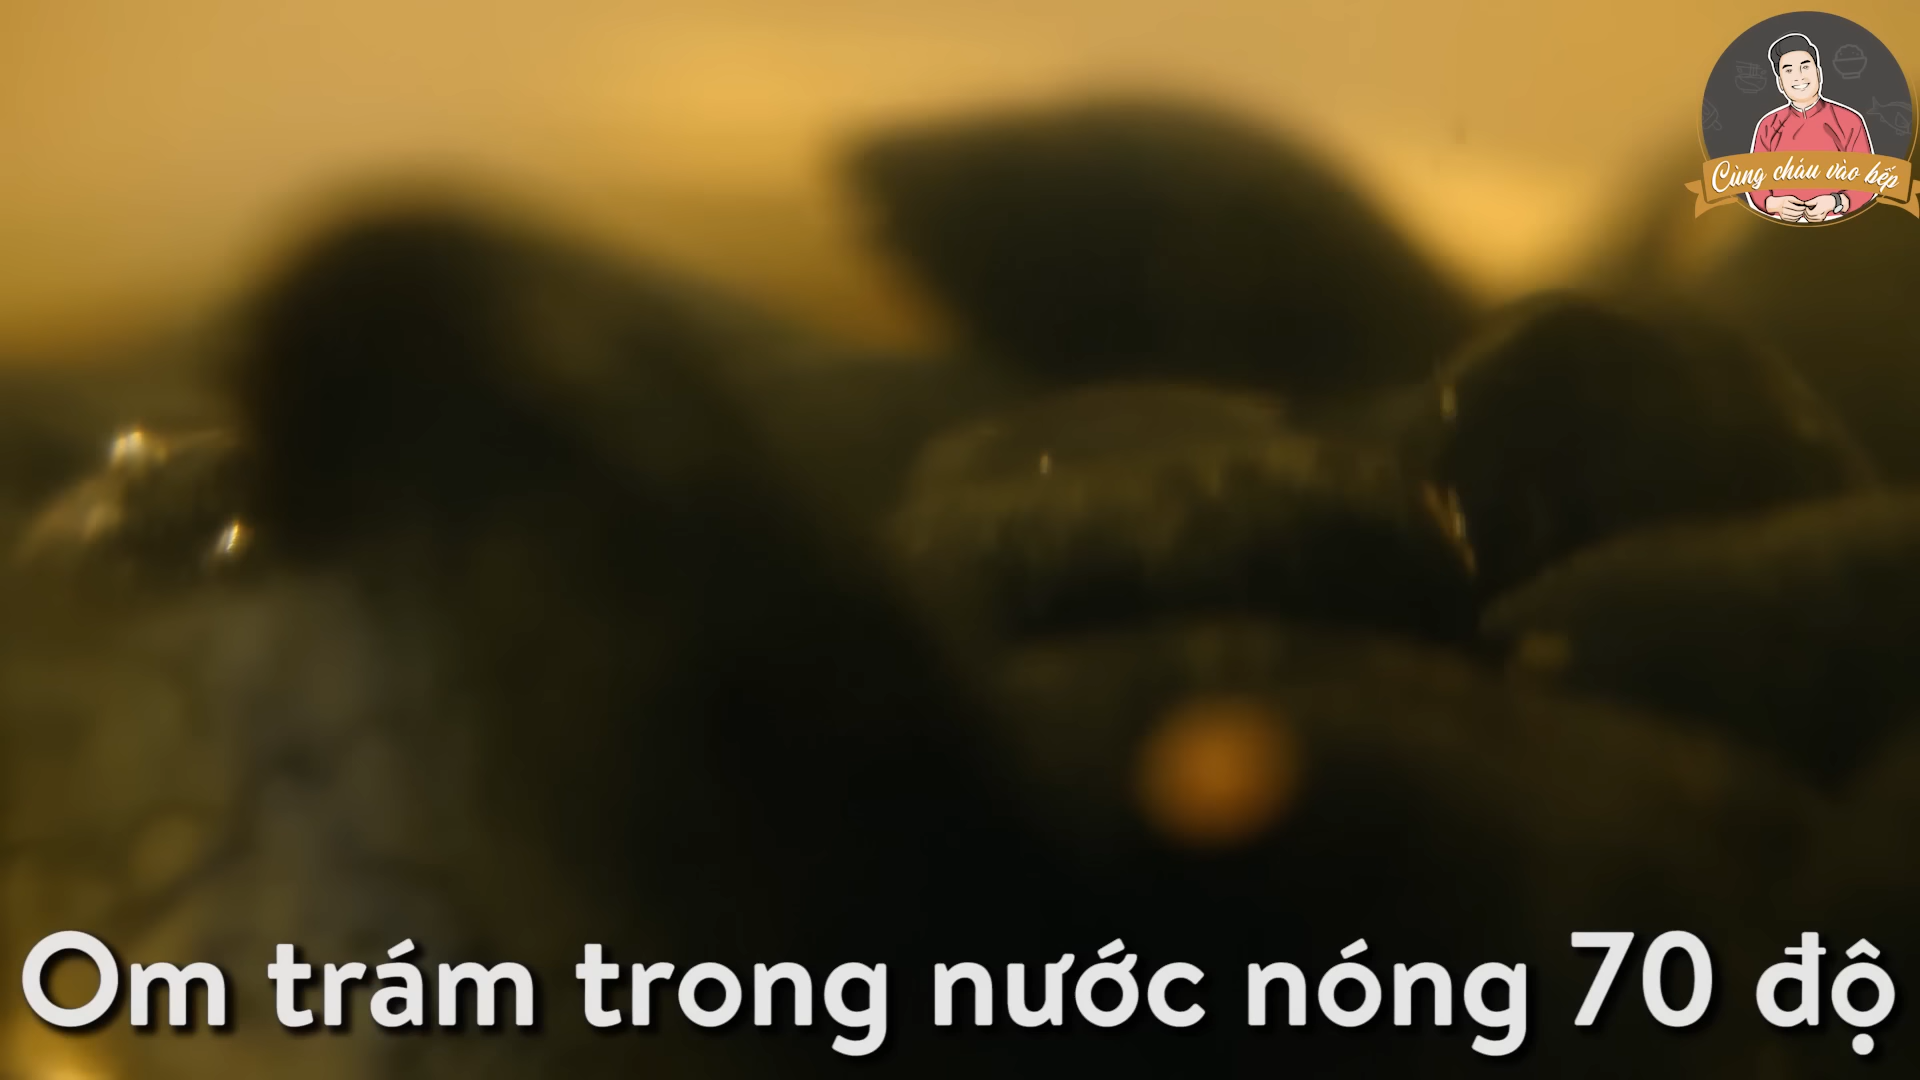 Cùng cháu vào bếp
Om trám trong nước nóng 70 độ